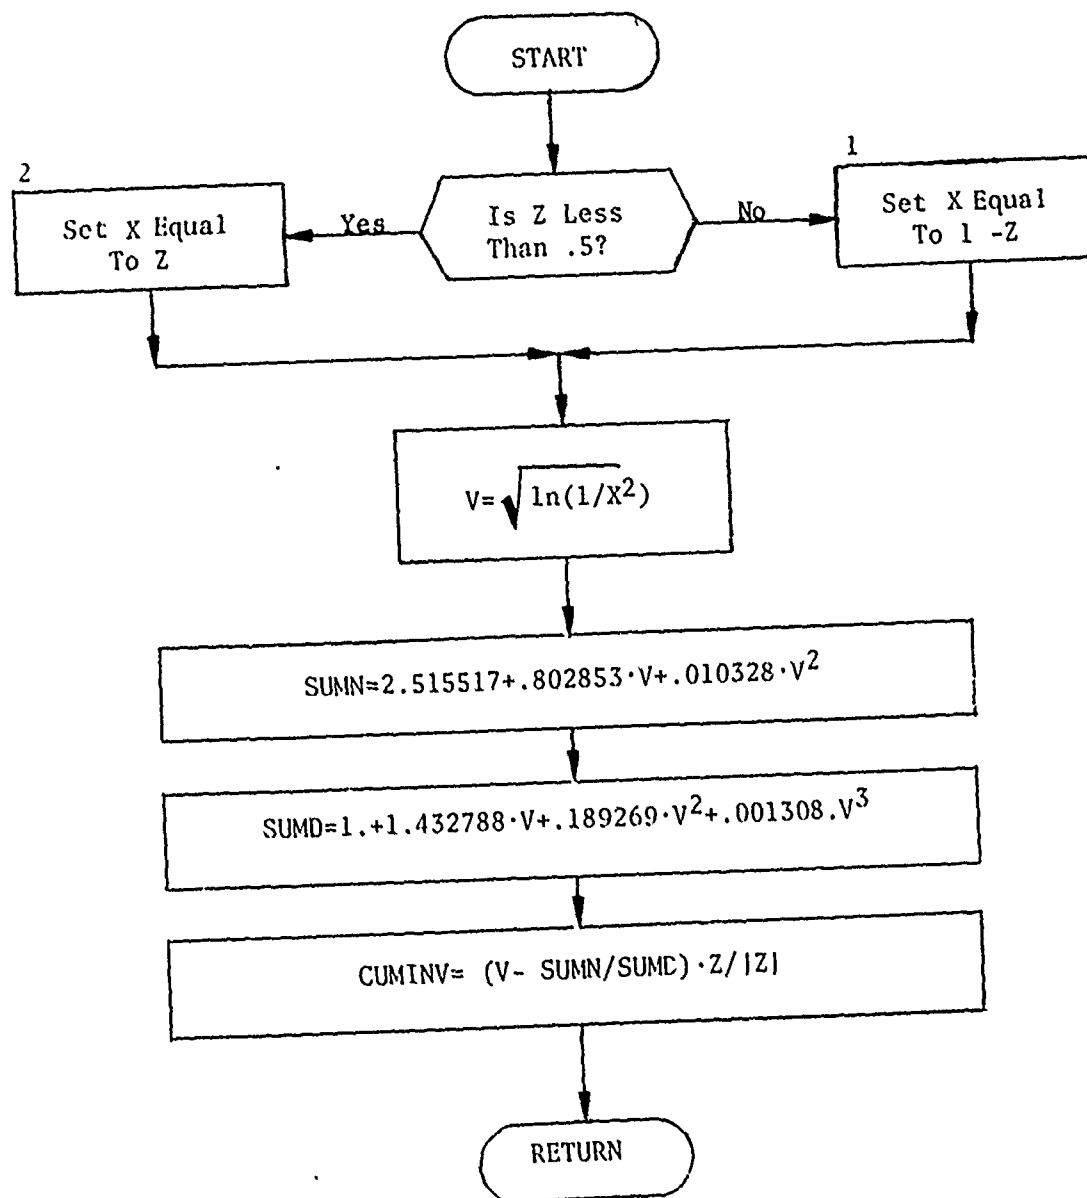 START
2
1
Set X Equal
To Z
Yes
Is Z Less
Than .5?
No
Set X Equal
To 1 -Z
V=√ln(1/X²)
SUMN=2.515517+.802853·V+.010328·V²
SUMD=1.+1.432788·V+.189269·V²+.001308.V³
CUMINV= (V- SUMN/SUMD)·Z/|Z|
RETURN